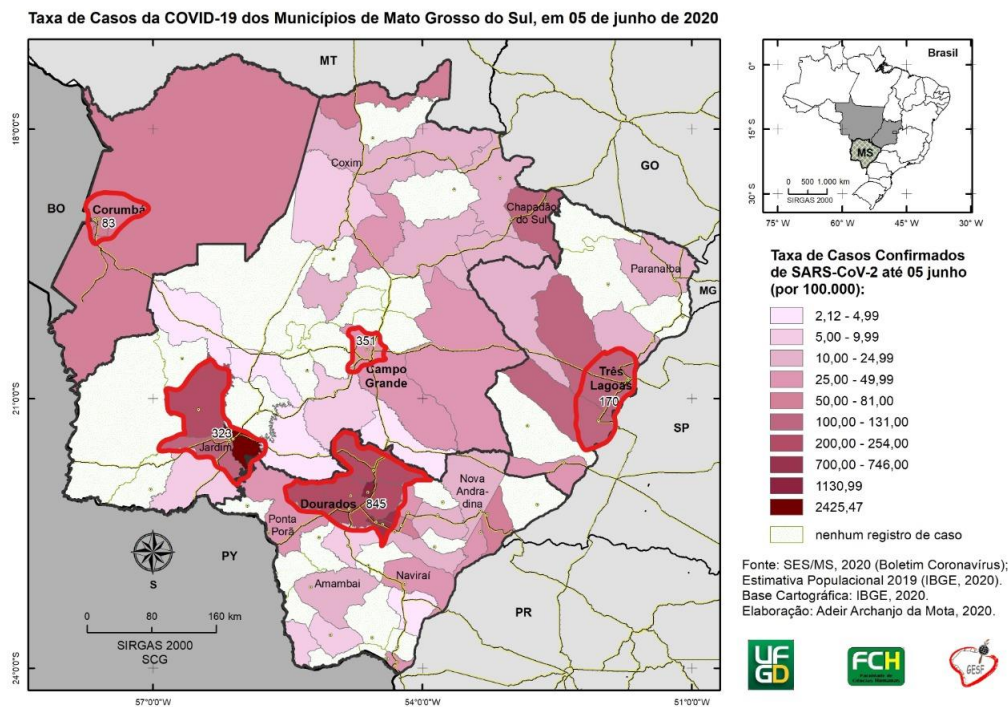 Taxa de Casos da COVID-19 dos Municípios de Mato Grosso do Sul, em 05 de junho de 2020
MT
GO
BO
MG
SP
PY
PR
18°0'0"S
21°0'0"S
24°0'0"S
57°0'0"O
54°0'0"O
51°0'0"O
Coxim
Corumbá
83
Chapadão
do Sul
Paranaíba
351
Campo
Grande
Três
Lagoas
170
323
Jardim
Nova
Andra-
dina
Dourados
845
Ponta
Porã
Amambai
Naviraí
S
0 80 160 km
SIRGAS 2000
SCG
Brasil
0°
15°S
30°S
MS
0 500 1.000 km
SIRGAS 2000
75° W 60° W 45° W 30° W
Taxa de Casos Confirmados
de SARS-CoV-2 até 05 junho
(por 100.000):
2,12 - 4,99
5,00 - 9,99
10,00 - 24,99
25,00 - 49,99
50,00 - 81,00
100,00 - 131,00
200,00 - 254,00
700,00 - 746,00
1130,99
2425,47
nenhum registro de caso
Fonte: SES/MS, 2020 (Boletim Coronavírus);
Estimativa Populacional 2019 (IBGE, 2020).
Base Cartográfica: IBGE, 2020.
Elaboração: Adeir Archanjo da Mota, 2020.
UF
GD
FCH
GESF